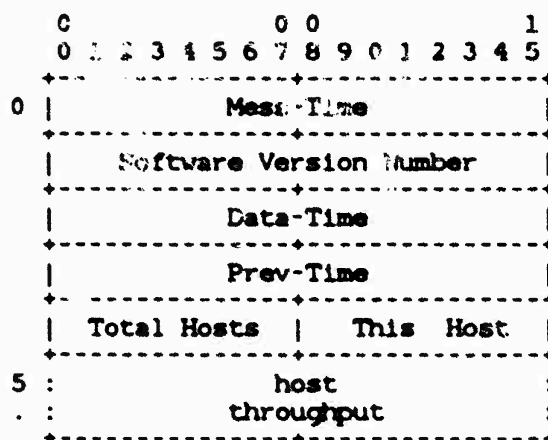 0 0 0 1
0 1 2 3 4 5 6 7 8 9 0 1 2 3 4 5
0 | Mess-Time |
| Software Version Number |
| Data-Time |
| Prev-Time |
| Total Hosts | This Host |
5 : host :
. : throughput :